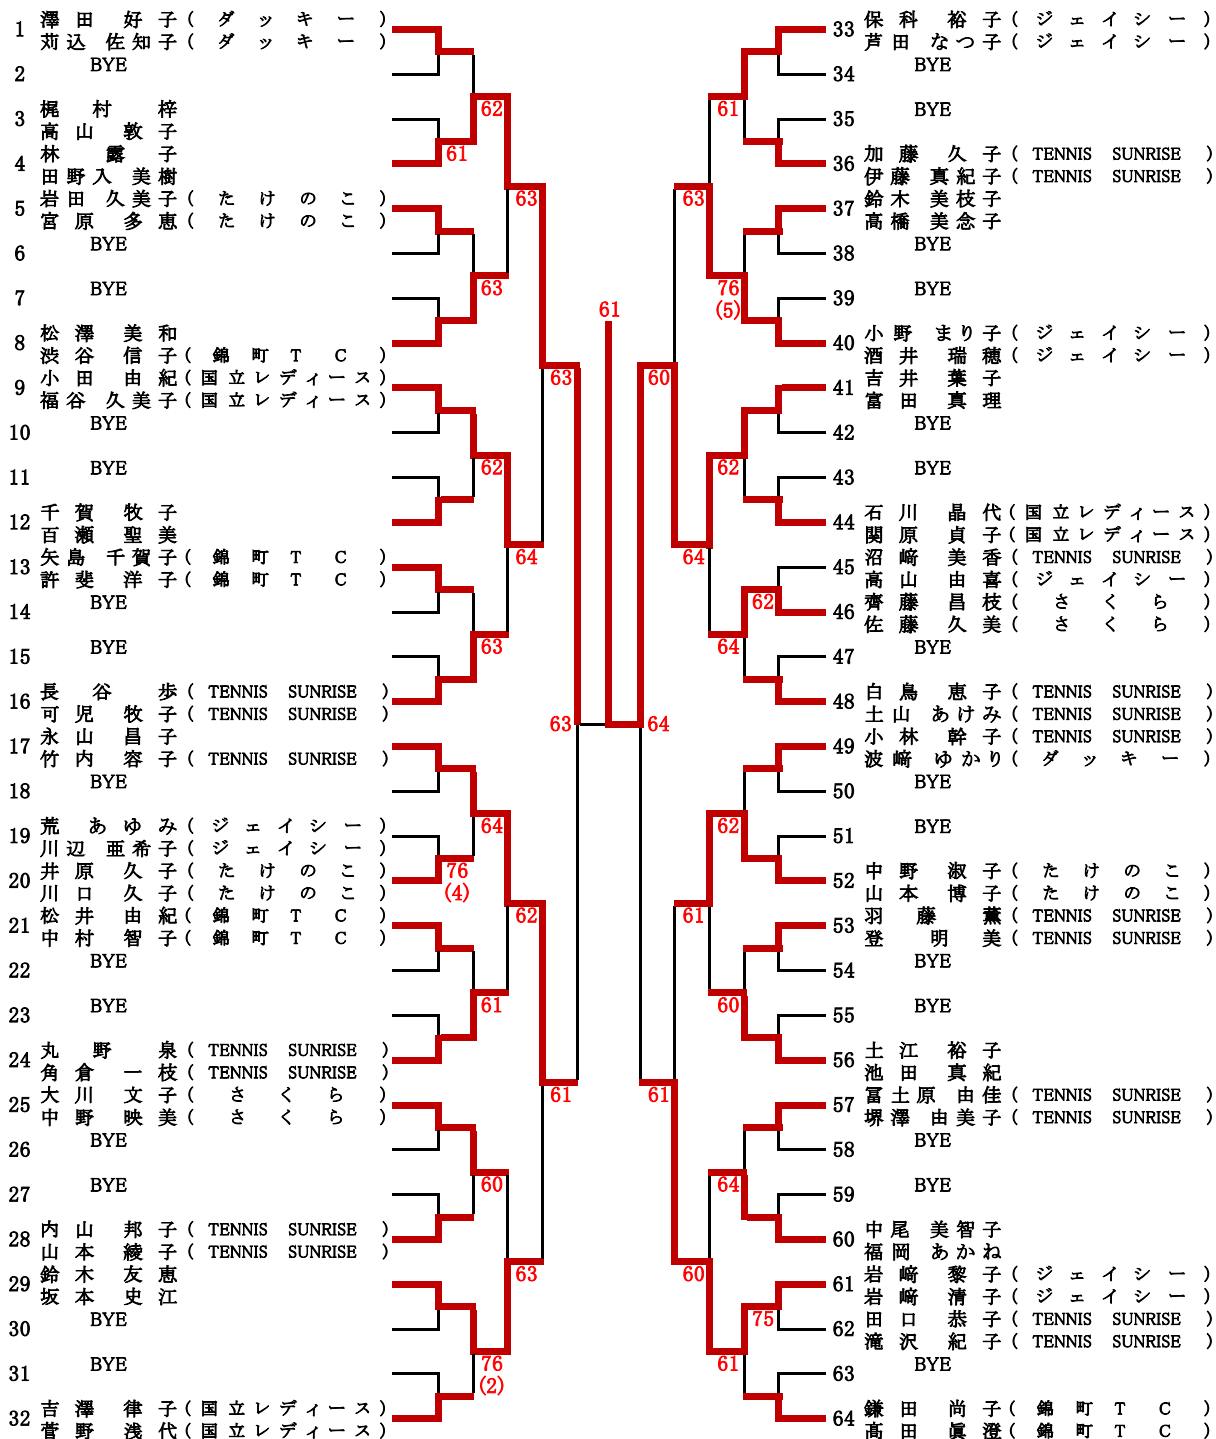 1 澤田 好子(ダッキー)
苅込 佐知子(ダッキー)
2 BYE
3 梶村 梓
高山 敦子
4 林 露子
田野入 美樹
61
62
5 岩田 久美子(たけのこ)
宮原 多恵(たけのこ)
6 BYE
7 BYE
8 松澤 美和
渋谷 信子(錦町TC)
63
63
9 小田 由紀(国立レディース)
福谷 久美子(国立レディース)
10 BYE
11 BYE
12 千賀 牧子
百瀬 聖美
62
13 矢島 千賀子(錦町TC)
許斐 洋子(錦町TC)
14 BYE
15 BYE
16 長谷 歩(TENNIS SUNRISE)
可児 牧子(TENNIS SUNRISE)
63
64
63
17 永山 昌子
竹内 容子(TENNIS SUNRISE)
18 BYE
19 荒 あゆみ(ジェイシー)
川辺 亜希子(ジェイシー)
20 井原 久子(たけのこ)
川口 久子(たけのこ)
76
(4)
64
21 松井 由紀(錦町TC)
中村 智子(錦町TC)
22 BYE
23 BYE
24 丸野 泉(TENNIS SUNRISE)
角倉 一枝(TENNIS SUNRISE)
61
62
25 大川 文子(さくら)
中野 映美(さくら)
26 BYE
27 BYE
28 内山 邦子(TENNIS SUNRISE)
山本 綾子(TENNIS SUNRISE)
60
29 鈴木 友恵
坂本 史江
30 BYE
31 BYE
32 吉澤 律子(国立レディース)
菅野 浅代(国立レディース)
76
(2)
63
61
63
61
64
33 保科 裕子(ジェイシー)
芦田 なつ子(ジェイシー)
34 BYE
35 BYE
36 加藤 久子(TENNIS SUNRISE)
伊藤 真紀子(TENNIS SUNRISE)
61
37 鈴木 美枝子
高橋 美念子
38 BYE
39 BYE
40 小野 まり子(ジェイシー)
酒井 瑞穂(ジェイシー)
76
(5)
63
41 吉井 葉子
富田 真理
42 BYE
43 BYE
44 石川 晶代(国立レディース)
関原 貞子(国立レディース)
62
45 沼崎 美香(TENNIS SUNRISE)
高山 由喜(ジェイシー)
46 齊藤 昌枝(さくら)
佐藤 久美(さくら)
62
47 BYE
48 白鳥 恵子(TENNIS SUNRISE)
土山 あけみ(TENNIS SUNRISE)
64
64
60
49 小林 幹子(TENNIS SUNRISE)
波崎 ゆかり(ダッキー)
50 BYE
51 BYE
52 中野 淑子(たけのこ)
山本 博子(たけのこ)
62
53 羽藤 薫(TENNIS SUNRISE)
登 明美(TENNIS SUNRISE)
54 BYE
55 BYE
56 土江 裕子
池田 真紀
60
61
57 冨土原 由佳(TENNIS SUNRISE)
堺澤 由美子(TENNIS SUNRISE)
58 BYE
59 BYE
60 中尾 美智子
福岡 あかね
64
61 岩崎 黎子(ジェイシー)
岩崎 清子(ジェイシー)
62 田口 恭子(TENNIS SUNRISE)
滝沢 紀子(TENNIS SUNRISE)
75
63 BYE
64 鎌田 尚子(錦町TC)
高田 眞澄(錦町TC)
61
60
61